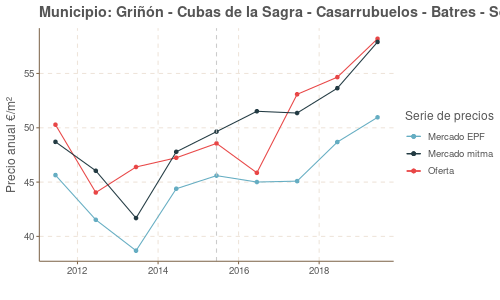 Municipio: Griñón - Cubas de la Sagra - Casarrubuelos - Batres - S
Precio anual €/m²
55
50
45
40
2012
2014
2016
2018
Serie de precios
Mercado EPF
Mercado mitma
Oferta